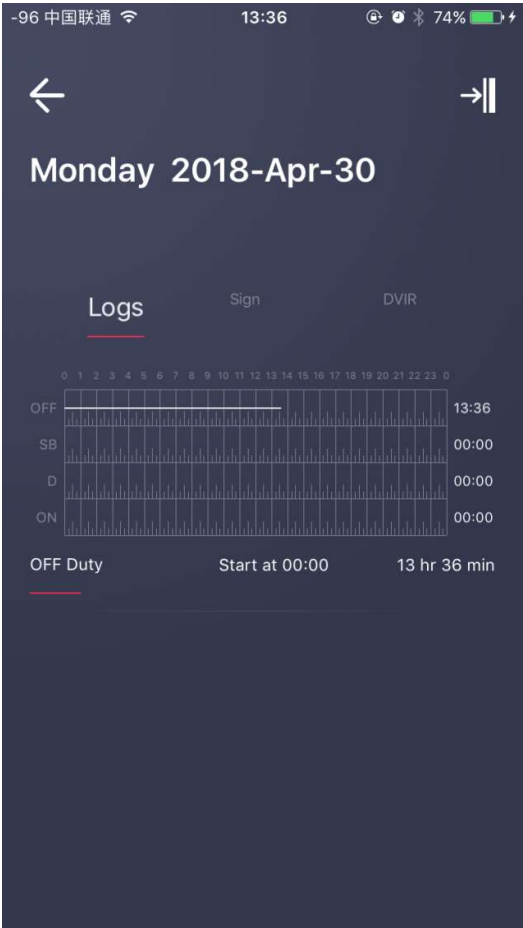 -96 中国联通 13:36 74%
Monday 2018-Apr-30
Logs Sign DVIR
0 1 2 3 4 5 6 7 8 9 10 11 12 13 14 15 16 17 18 19 20 21 22 23 0
OFF 13:36
SB 00:00
D 00:00
ON 00:00
OFF Duty Start at 00:00 13 hr 36 min